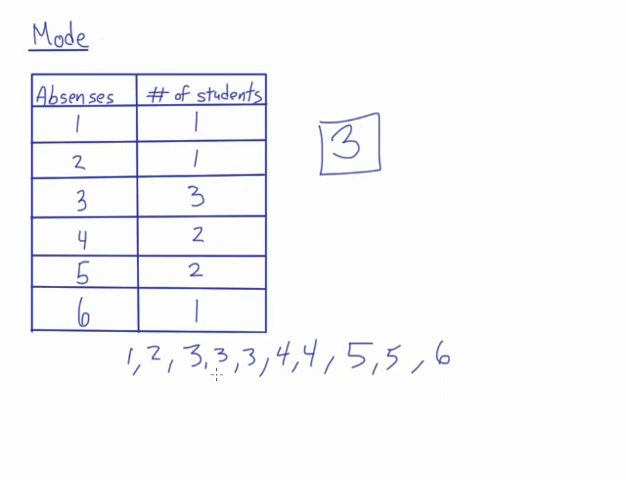 Mode
Absenses # of students
1 1
2 1
3 3
3
4 2
5 2
6 1
1, 2, 3, 3, 3, 4, 4, 5, 5, 6